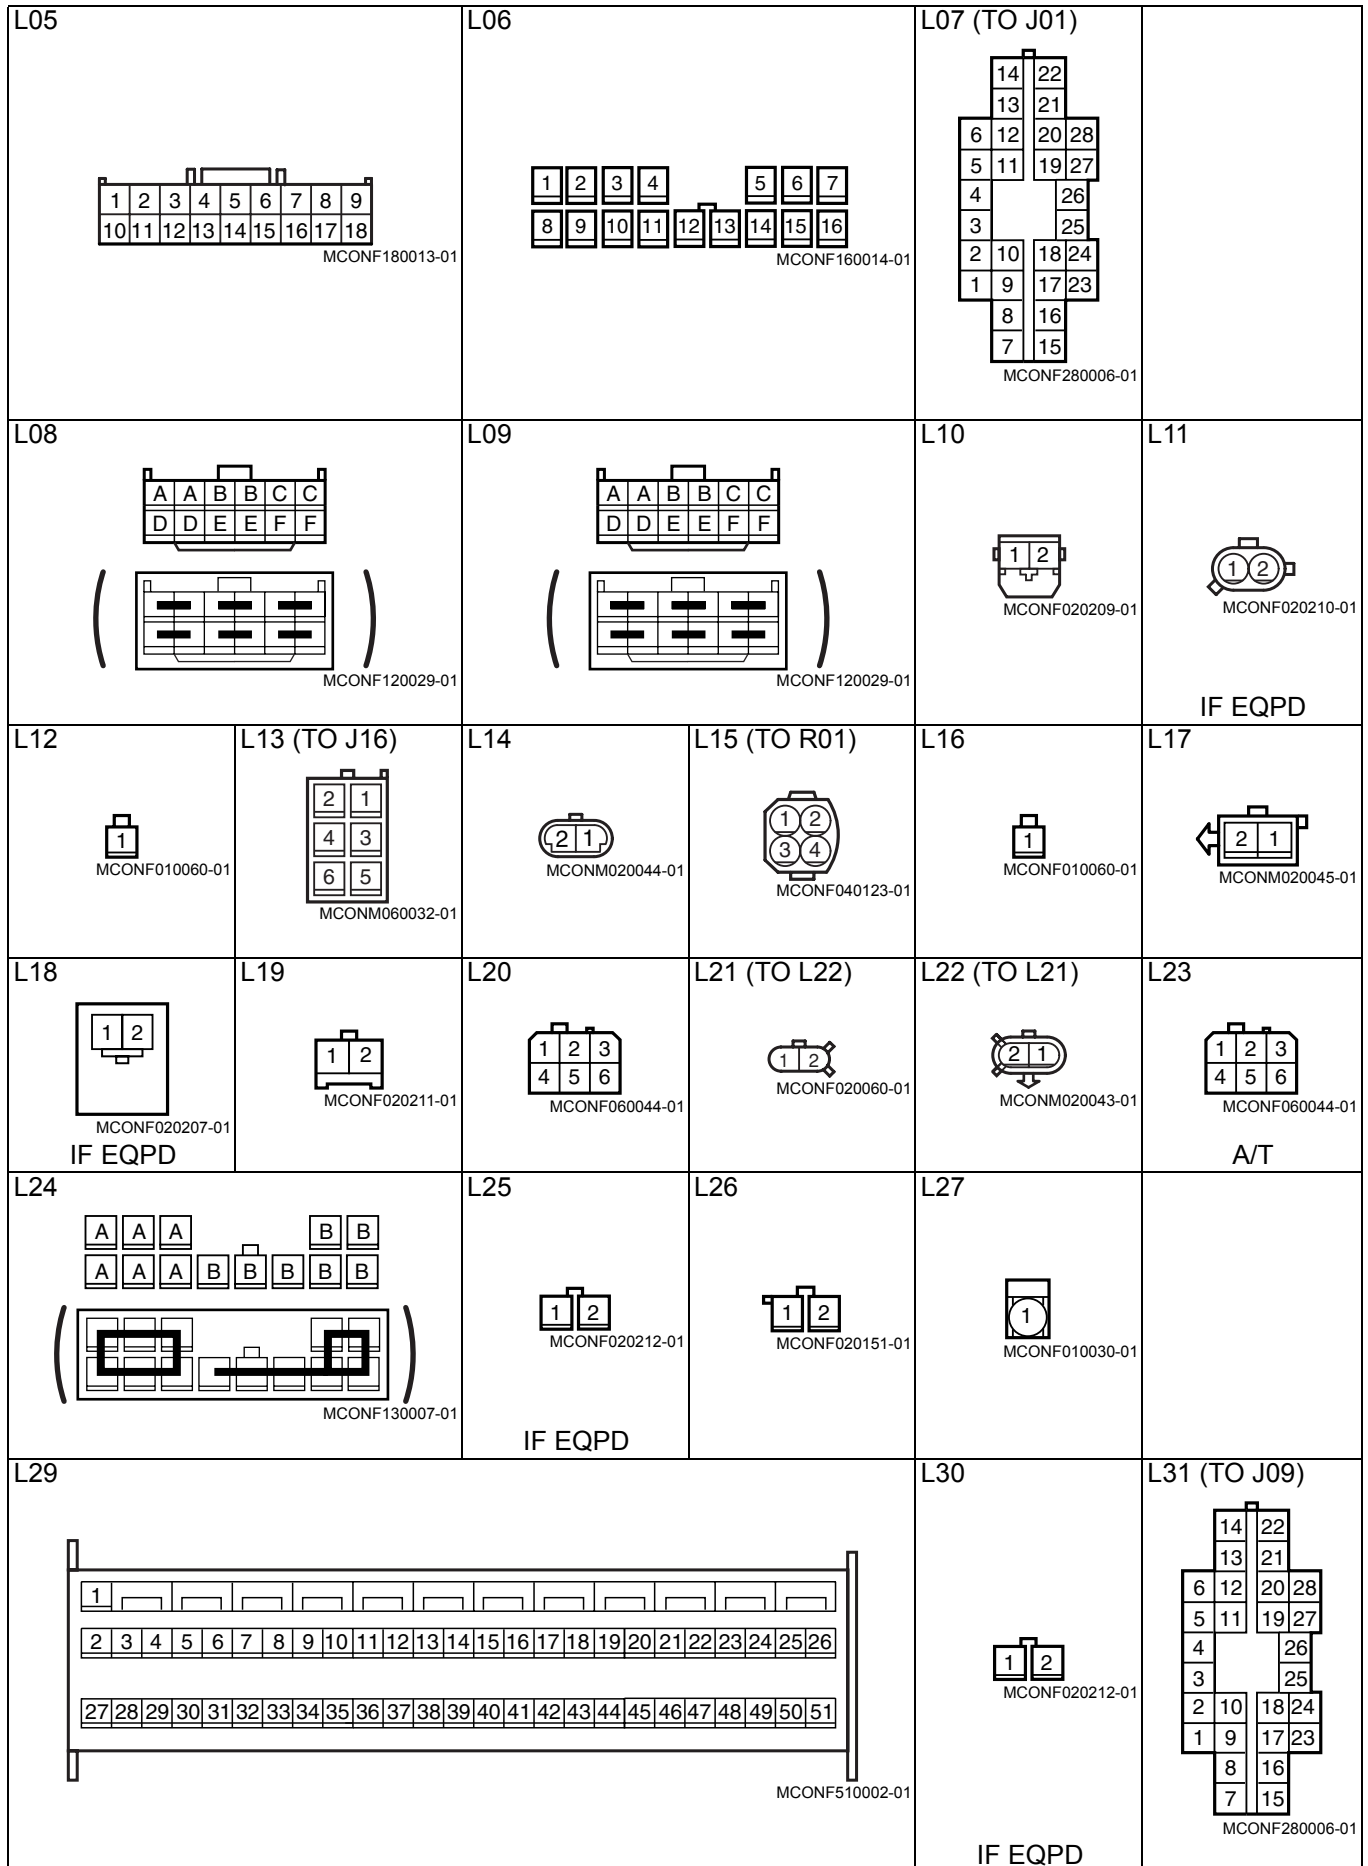 L05
1 2 3 4 5 6 7 8 9
10 11 12 13 14 15 16 17 18
MCONF180013-01
L06
1 2 3 4 5 6 7
8 9 10 11 12 13 14 15 16
MCONF160014-01
L07 (TO J01)
14 22
13 21
6 12 20 28
5 11 19 27
4 26
3 25
2 10 18 24
1 9 17 23
8 16
7 15
MCONF280006-01
L08
A A B B C C
D D E E F F
MCONF120029-01
L09
A A B B C C
D D E E F F
MCONF120029-01
L10
1 2
MCONF020209-01
L11
1 2
MCONF020210-01
IF EQPD
L12
1
MCONF010060-01
L13 (TO J16)
2 1
4 3
6 5
MCONM060032-01
L14
2 1
MCONM020044-01
L15 (TO R01)
1 2
3 4
MCONF040123-01
L16
1
MCONF010060-01
L17
2 1
MCONM020045-01
L18
1 2
MCONF020207-01
IF EQPD
L19
1 2
MCONF020211-01
L20
1 2 3
4 5 6
MCONF060044-01
L21 (TO L22)
1 2
MCONF020060-01
L22 (TO L21)
2 1
MCONM020043-01
L23
1 2 3
4 5 6
MCONF060044-01
A/T
L24
A A A B B
A A A B B B B B
MCONF130007-01
L25
1 2
MCONF020212-01
IF EQPD
L26
1 2
MCONF020151-01
L27
1
MCONF010030-01
L29
1
2 3 4 5 6 7 8 9 10 11 12 13 14 15 16 17 18 19 20 21 22 23 24 25 26
27 28 29 30 31 32 33 34 35 36 37 38 39 40 41 42 43 44 45 46 47 48 49 50 51
MCONF510002-01
L30
1 2
MCONF020212-01
IF EQPD
L31 (TO J09)
14 22
13 21
6 12 20 28
5 11 19 27
4 26
3 25
2 10 18 24
1 9 17 23
8 16
7 15
MCONF280006-01